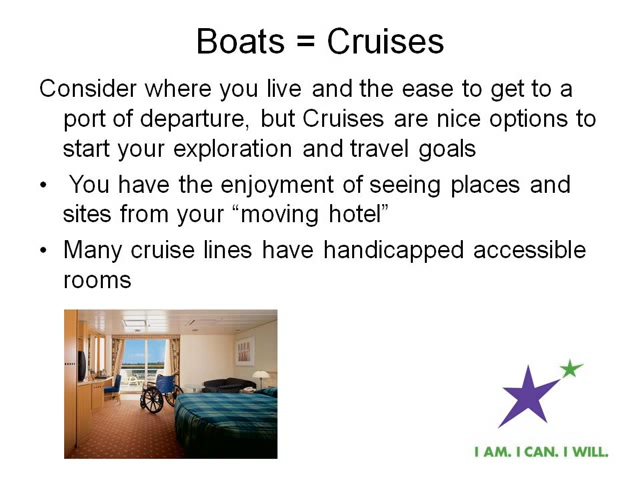 Boats = Cruises
Consider where you live and the ease to get to a
port of departure, but Cruises are nice options to
start your exploration and travel goals
• You have the enjoyment of seeing places and
sites from your “moving hotel”
• Many cruise lines have handicapped accessible
rooms
I AM. I CAN. I WILL.